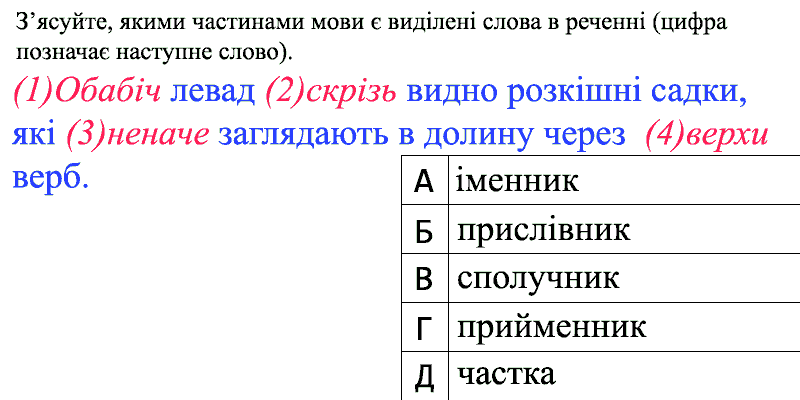 З’ясуйте, якими частинами мови є виділені слова в реченні (цифра
позначає наступне слово).
(1)Обабіч левад (2)скрізь видно розкішні садки,
які (3)неначе заглядають в долину через (4)верхи
верб.
А іменник
Б прислівник
В сполучник
Г прийменник
Д частка